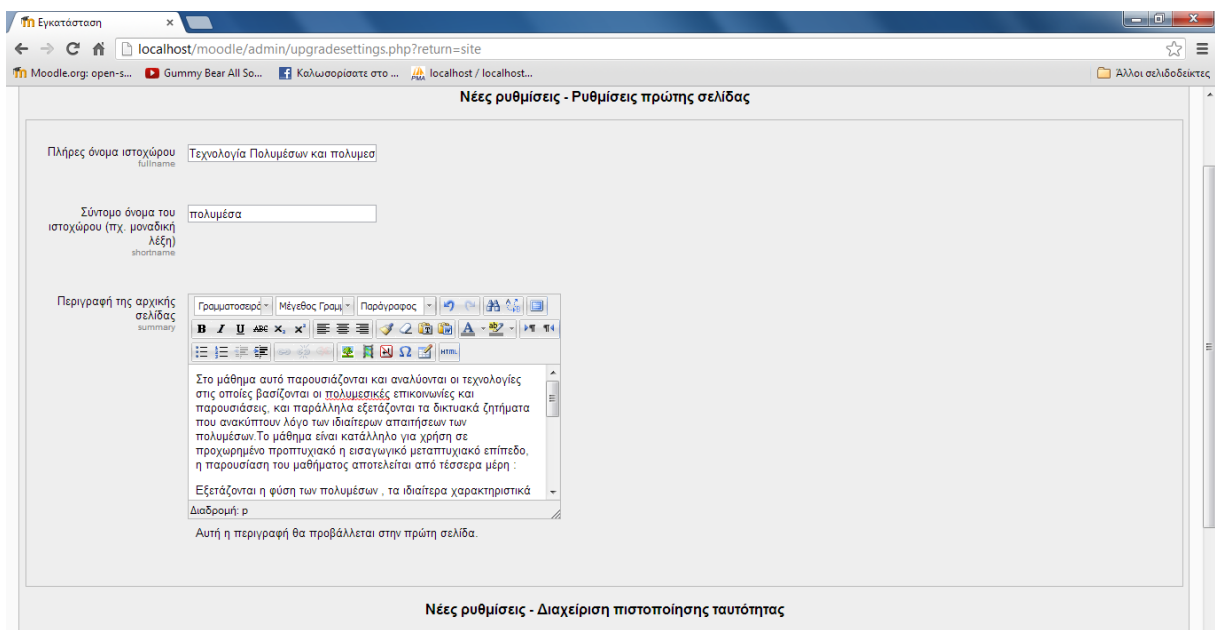 Εγκατάσταση
localhost/moodle/admin/upgradesettings.php?return=site
Moodle.org: open-s... Gummy Bear All So... Καλωσορίσατε στο ... localhost / localhost... Άλλοι σελιδοδείκτες
Νέες ρυθμίσεις - Ρυθμίσεις πρώτης σελίδας
Πλήρες όνομα ιστοχώρου
fullname
Τεχνολογία Πολυμέσων και πολυμεσ
Σύντομο όνομα του
ιστοχώρου (πχ. μοναδική
λέξη)
shortname
πολυμέσα
Περιγραφή της αρχικής
σελίδας
summary
Γραμματοσειρά Μέγεθος Γραμμ Παράγραφος
B I U ABC x₂ x²
HTML
Στο μάθημα αυτό παρουσιάζονται και αναλύονται οι τεχνολογίες
στις οποίες βασίζονται οι πολυμεσικές επικοινωνίες και
παρουσιάσεις, και παράλληλα εξετάζονται τα δικτυακά ζητήματα
που ανακύπτουν λόγο των ιδιαίτερων απαιτήσεων των
πολυμέσων.Το μάθημα είναι κατάλληλο για χρήση σε
προχωρημένο προπτυχιακό η εισαγωγικό μεταπτυχιακό επίπεδο,
η παρουσίαση του μαθήματος αποτελείται από τέσσερα μέρη :
Εξετάζονται η φύση των πολυμέσων , τα ιδιαίτερα χαρακτηριστικά
Διαδρομή: p
Αυτή η περιγραφή θα προβάλλεται στην πρώτη σελίδα.
Νέες ρυθμίσεις - Διαχείριση πιστοποίησης ταυτότητας